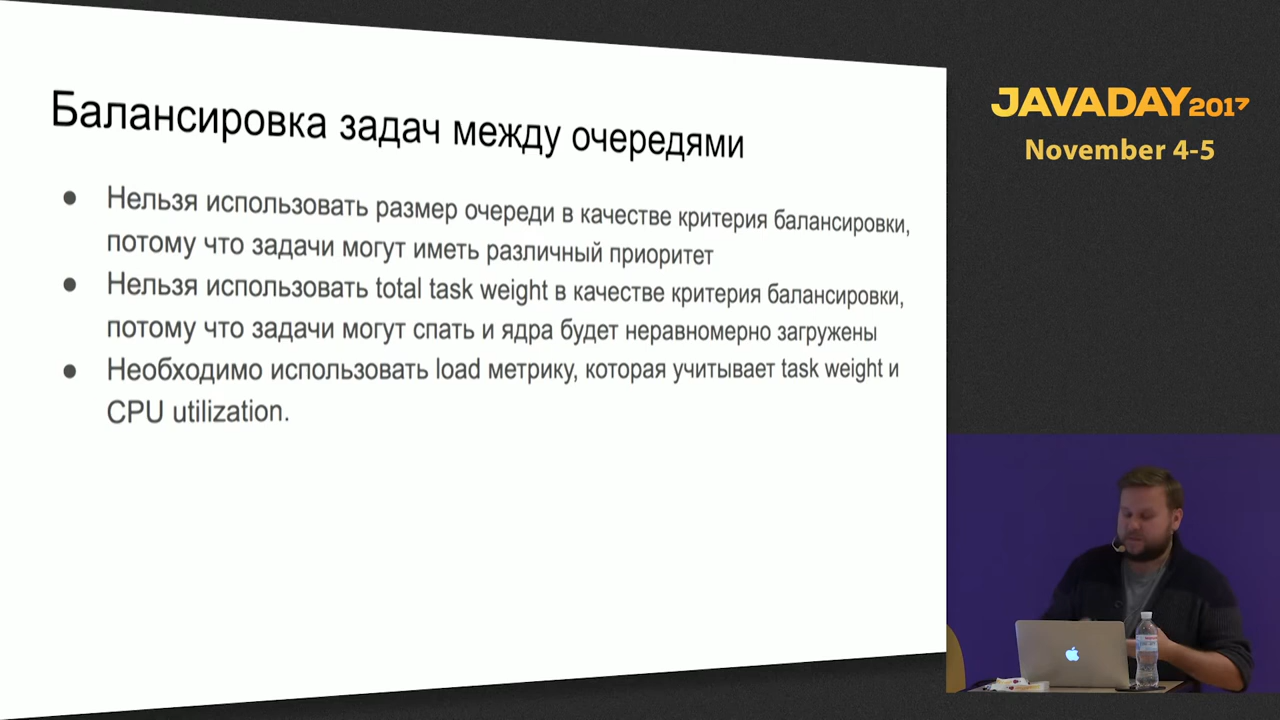 Балансировка задач между очередями
● Нельзя использовать размер очереди в качестве критерия балансировки,
потому что задачи могут иметь различный приоритет
● Нельзя использовать total task weight в качестве критерия балансировки,
потому что задачи могут спать и ядра будет неравномерно загружены
● Необходимо использовать load метрику, которая учитывает task weight и
CPU utilization.
JAVADAY 2017
November 4-5